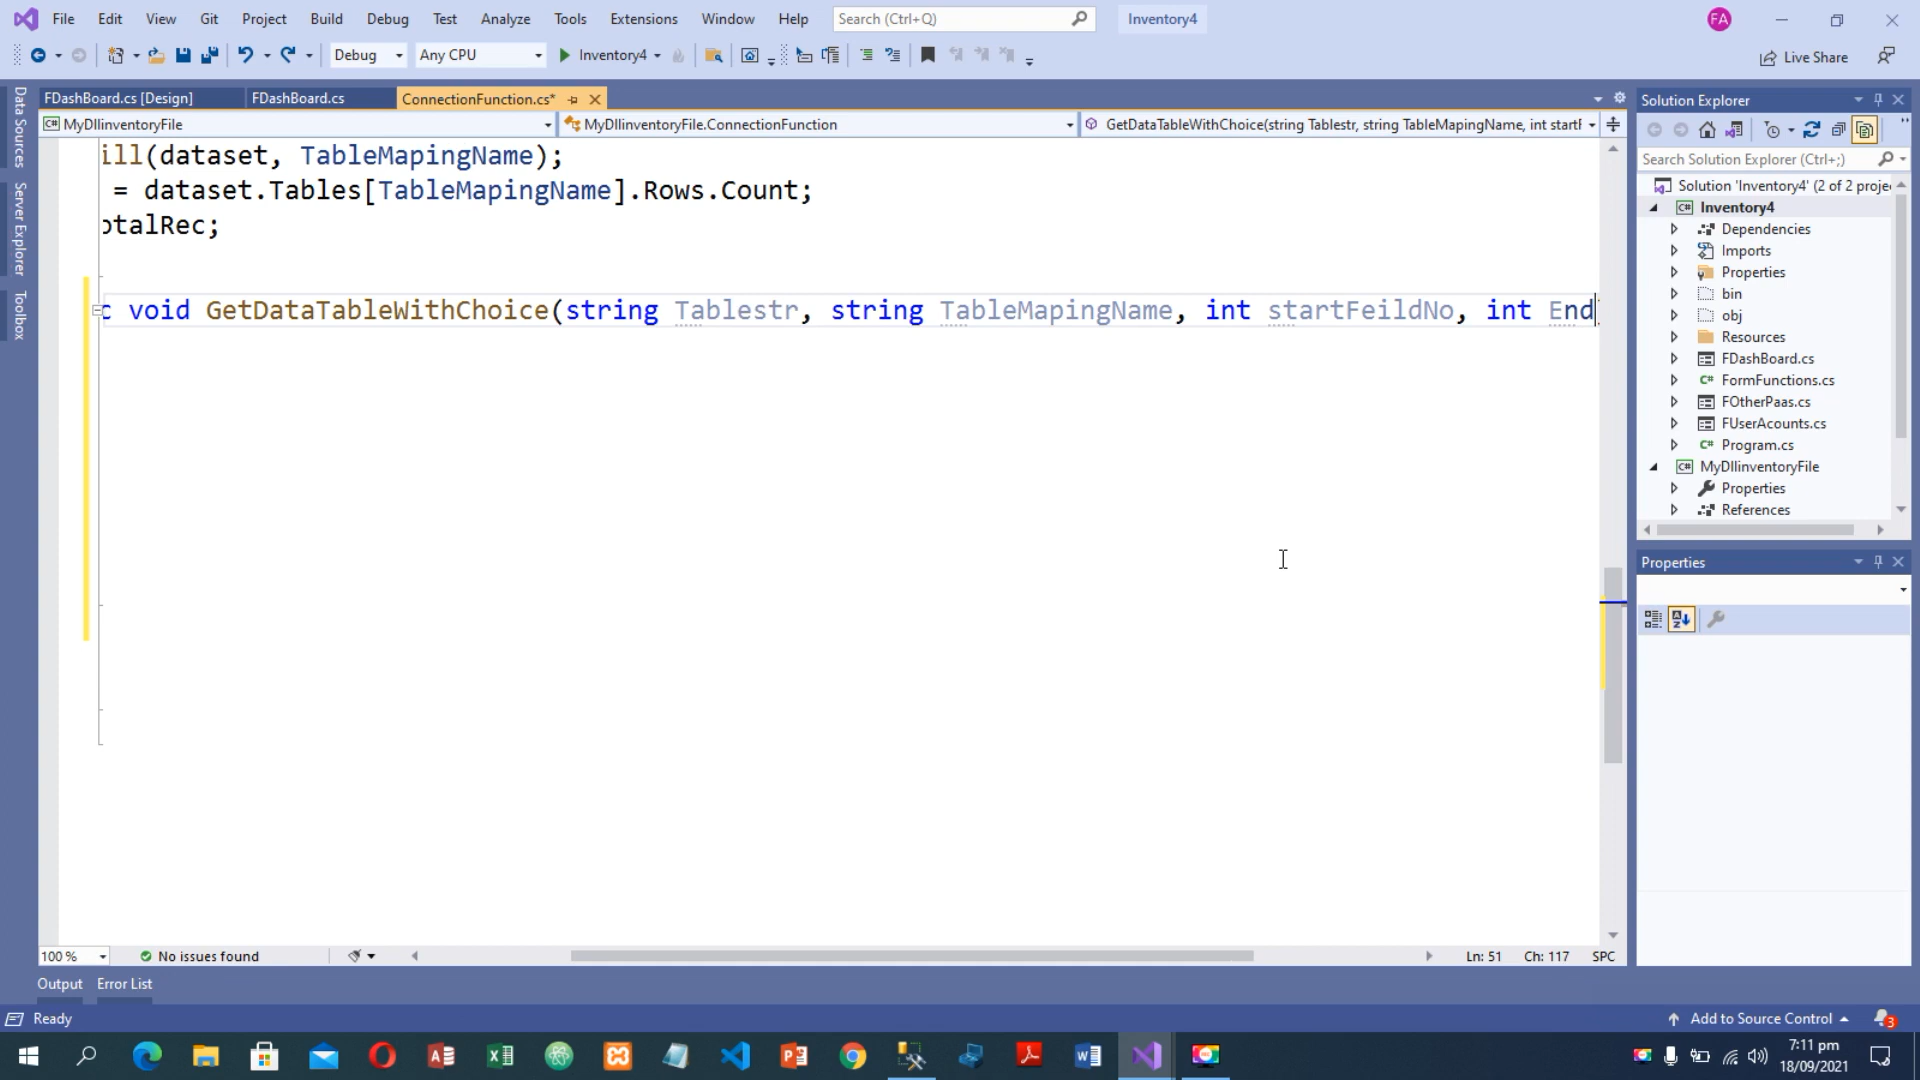 File Edit View Git Project Build Debug Test Analyze Tools Extensions Window Help Search (Ctrl+Q) Inventory4 FA
Debug Any CPU Inventory4 Live Share
Data Sources
Server Explorer
Toolbox
FDashBoard.cs [Design] FDashBoard.cs ConnectionFunction.cs*
MyDllinventoryFile MyDllinventoryFile.ConnectionFunction GetDataTableWithChoice(string Tablestr, string TableMapingName, int startF
ill(dataset, TableMapingName);
= dataset.Tables[TableMapingName].Rows.Count;
otalRec;
c void GetDataTableWithChoice(string Tablestr, string TableMapingName, int startFeildNo, int End
100 % No issues found Ln: 51 Ch: 117 SPC
Solution Explorer
Search Solution Explorer (Ctrl+;)
Solution 'Inventory4' (2 of 2 proje
C# Inventory4
Dependencies
Imports
Properties
bin
obj
Resources
FDashBoard.cs
C# FormFunctions.cs
FOtherPaas.cs
FUserAcounts.cs
C# Program.cs
C# MyDllinventoryFile
Properties
References
Properties
Output Error List
Ready Add to Source Control 3
7:11 pm
18/09/2021